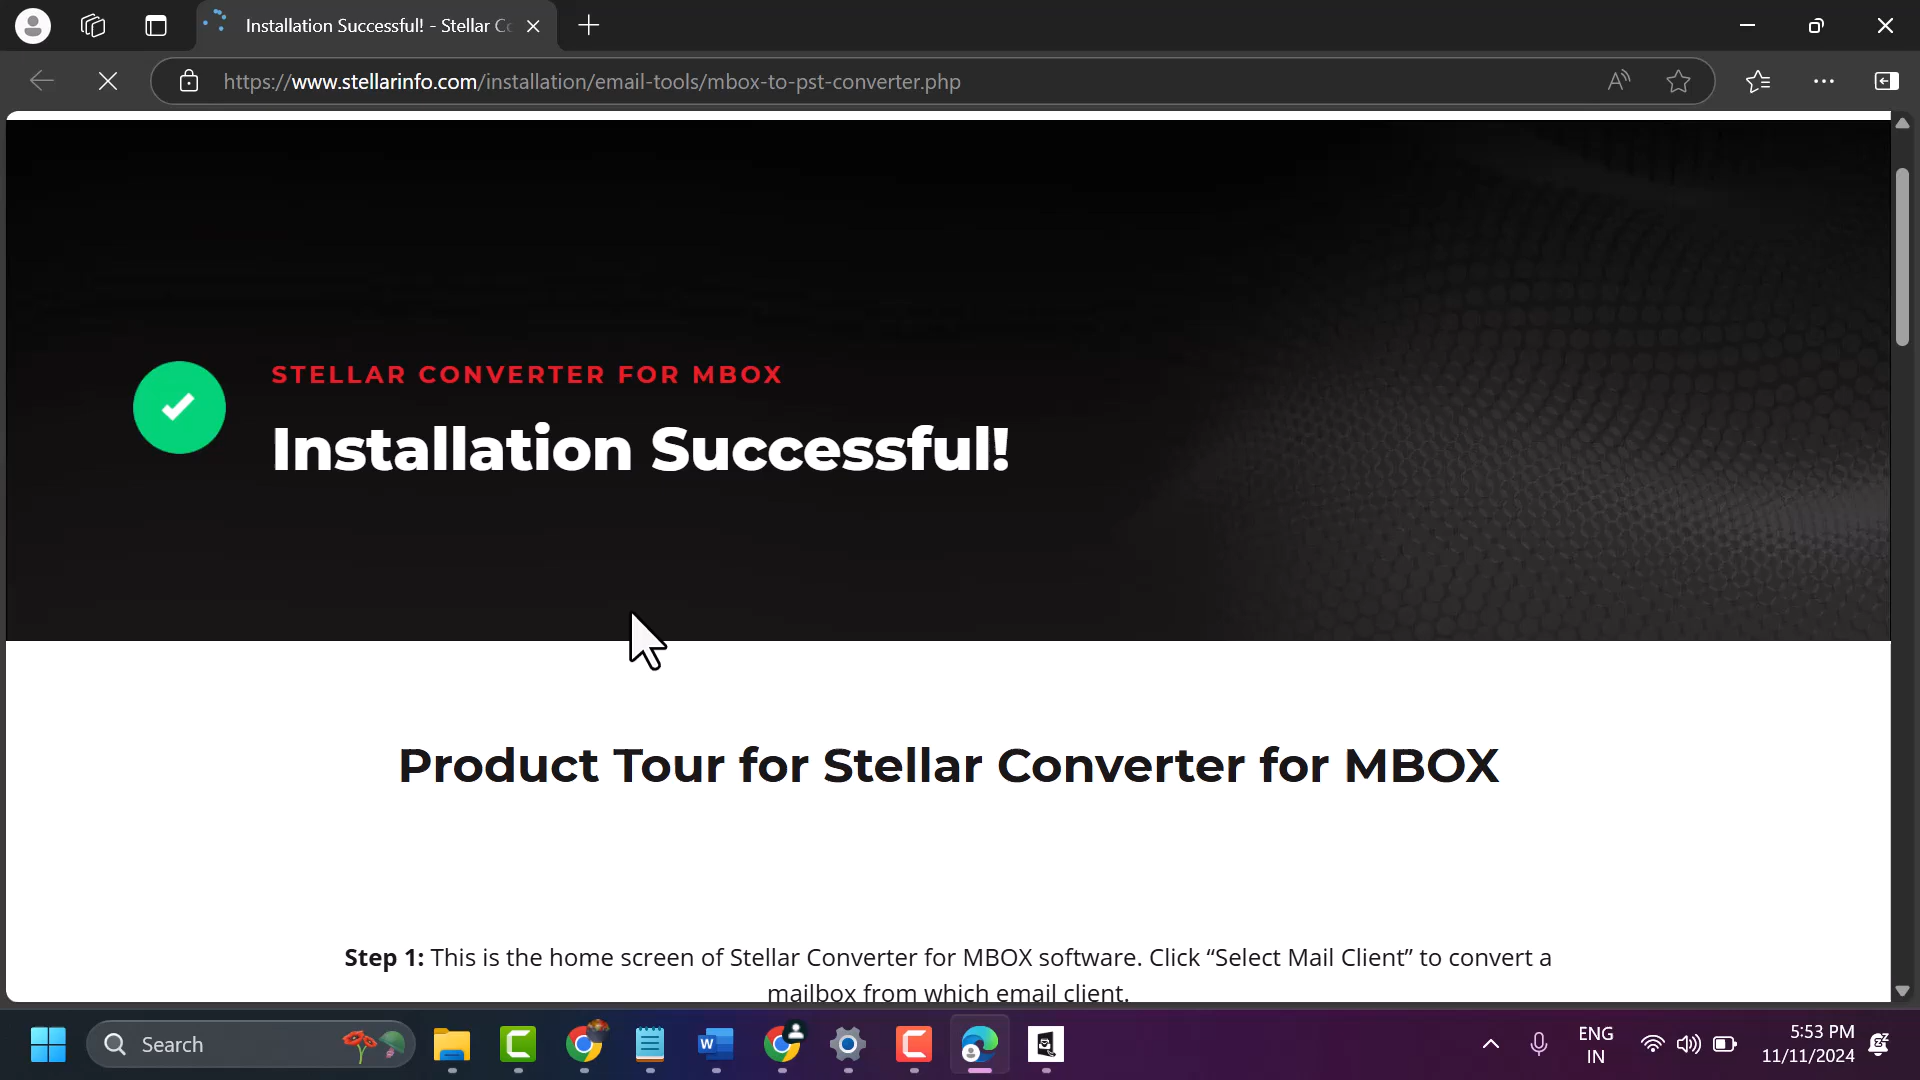 Installation Successful! - Stellar Co
https://www.stellarinfo.com/installation/email-tools/mbox-to-pst-converter.php
STELLAR CONVERTER FOR MBOX
Installation Successful!
Product Tour for Stellar Converter for MBOX
Step 1: This is the home screen of Stellar Converter for MBOX software. Click “Select Mail Client” to convert a
mailbox from which email client.
Search
ENG
IN
5:53 PM
11/11/2024